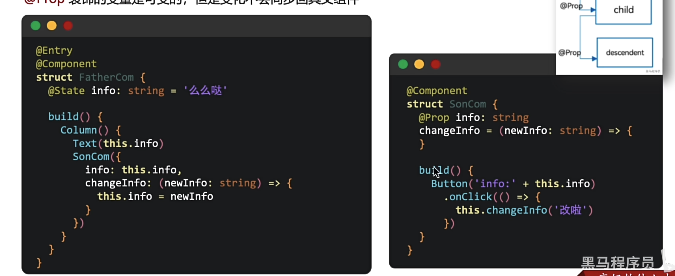 @Prop 装饰的变量是可变的，但是变化不会同步回其父组件
@Entry
@Component
struct FatherCom {
@State info: string = '么么哒'
build() {
Column() {
Text(this.info)
SonCom({
info: this.info,
changeInfo: (newInfo: string) => {
this.info = newInfo
}
})
}
}
}
@Component
struct SonCom {
@Prop info: string
changeInfo = (newInfo: string) => {
}
build() {
Button('info:' + this.info)
.onClick(() => {
this.changeInfo('改啦')
})
}
}
@Prop
child
@Prop
descendent
黑马程序员